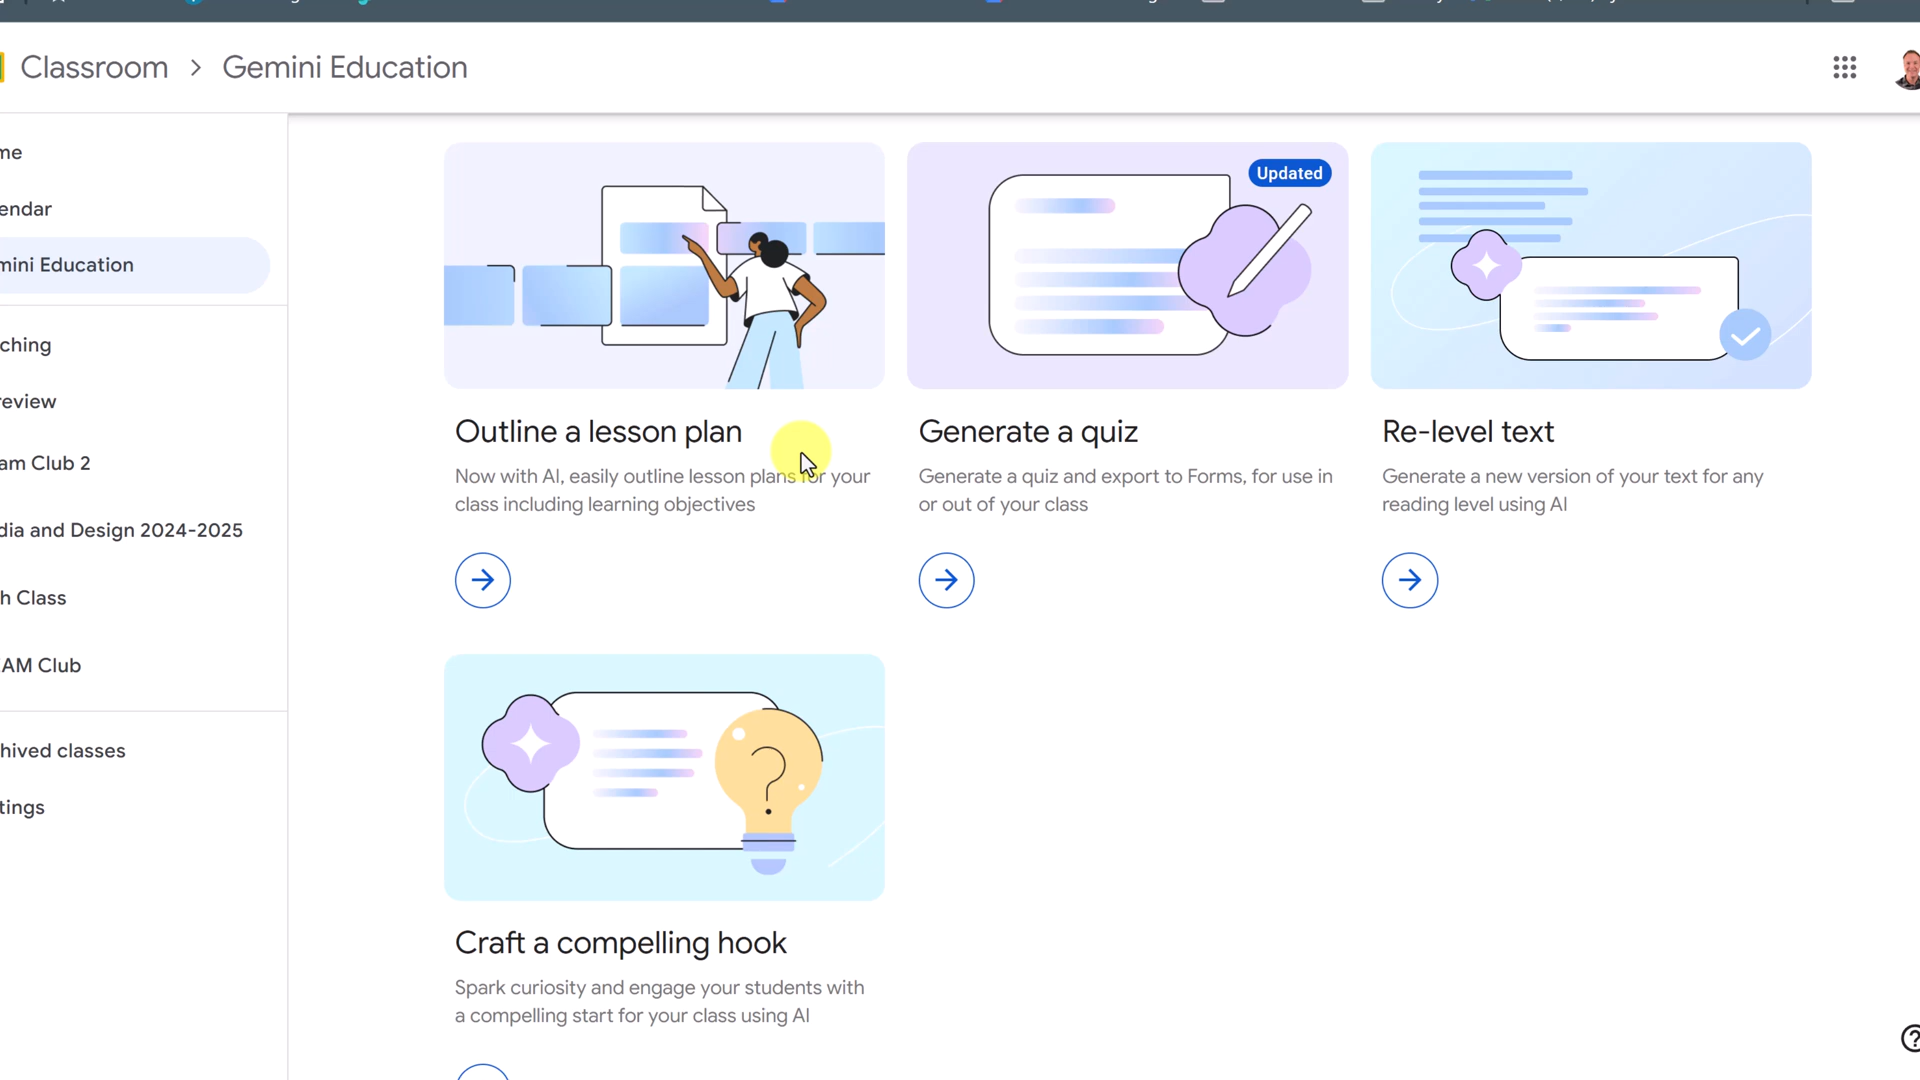 Classroom > Gemini Education
me
endar
mini Education
ching
eview
am Club 2
dia and Design 2024-2025
h Class
AM Club
hived classes
tings
Outline a lesson plan
Now with AI, easily outline lesson plans for your
class including learning objectives
Updated
Generate a quiz
Generate a quiz and export to Forms, for use in
or out of your class
Re-level text
Generate a new version of your text for any
reading level using AI
Craft a compelling hook
Spark curiosity and engage your students with
a compelling start for your class using AI